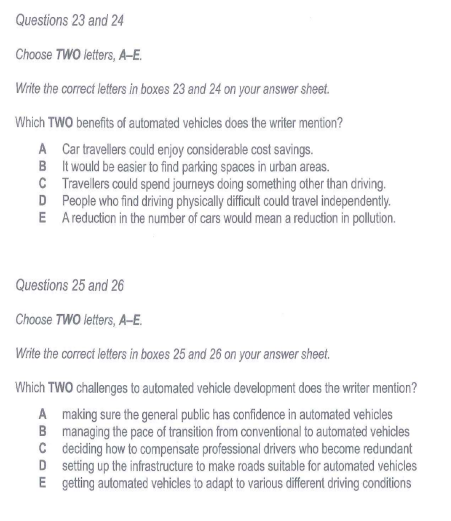 Questions 23 and 24
Choose TWO letters, A–E.
Write the correct letters in boxes 23 and 24 on your answer sheet.
Which TWO benefits of automated vehicles does the writer mention?
A Car travellers could enjoy considerable cost savings.
B It would be easier to find parking spaces in urban areas.
C Travellers could spend journeys doing something other than driving.
D People who find driving physically difficult could travel independently.
E A reduction in the number of cars would mean a reduction in pollution.
Questions 25 and 26
Choose TWO letters, A–E.
Write the correct letters in boxes 25 and 26 on your answer sheet.
Which TWO challenges to automated vehicle development does the writer mention?
A making sure the general public has confidence in automated vehicles
B managing the pace of transition from conventional to automated vehicles
C deciding how to compensate professional drivers who become redundant
D setting up the infrastructure to make roads suitable for automated vehicles
E getting automated vehicles to adapt to various different driving conditions